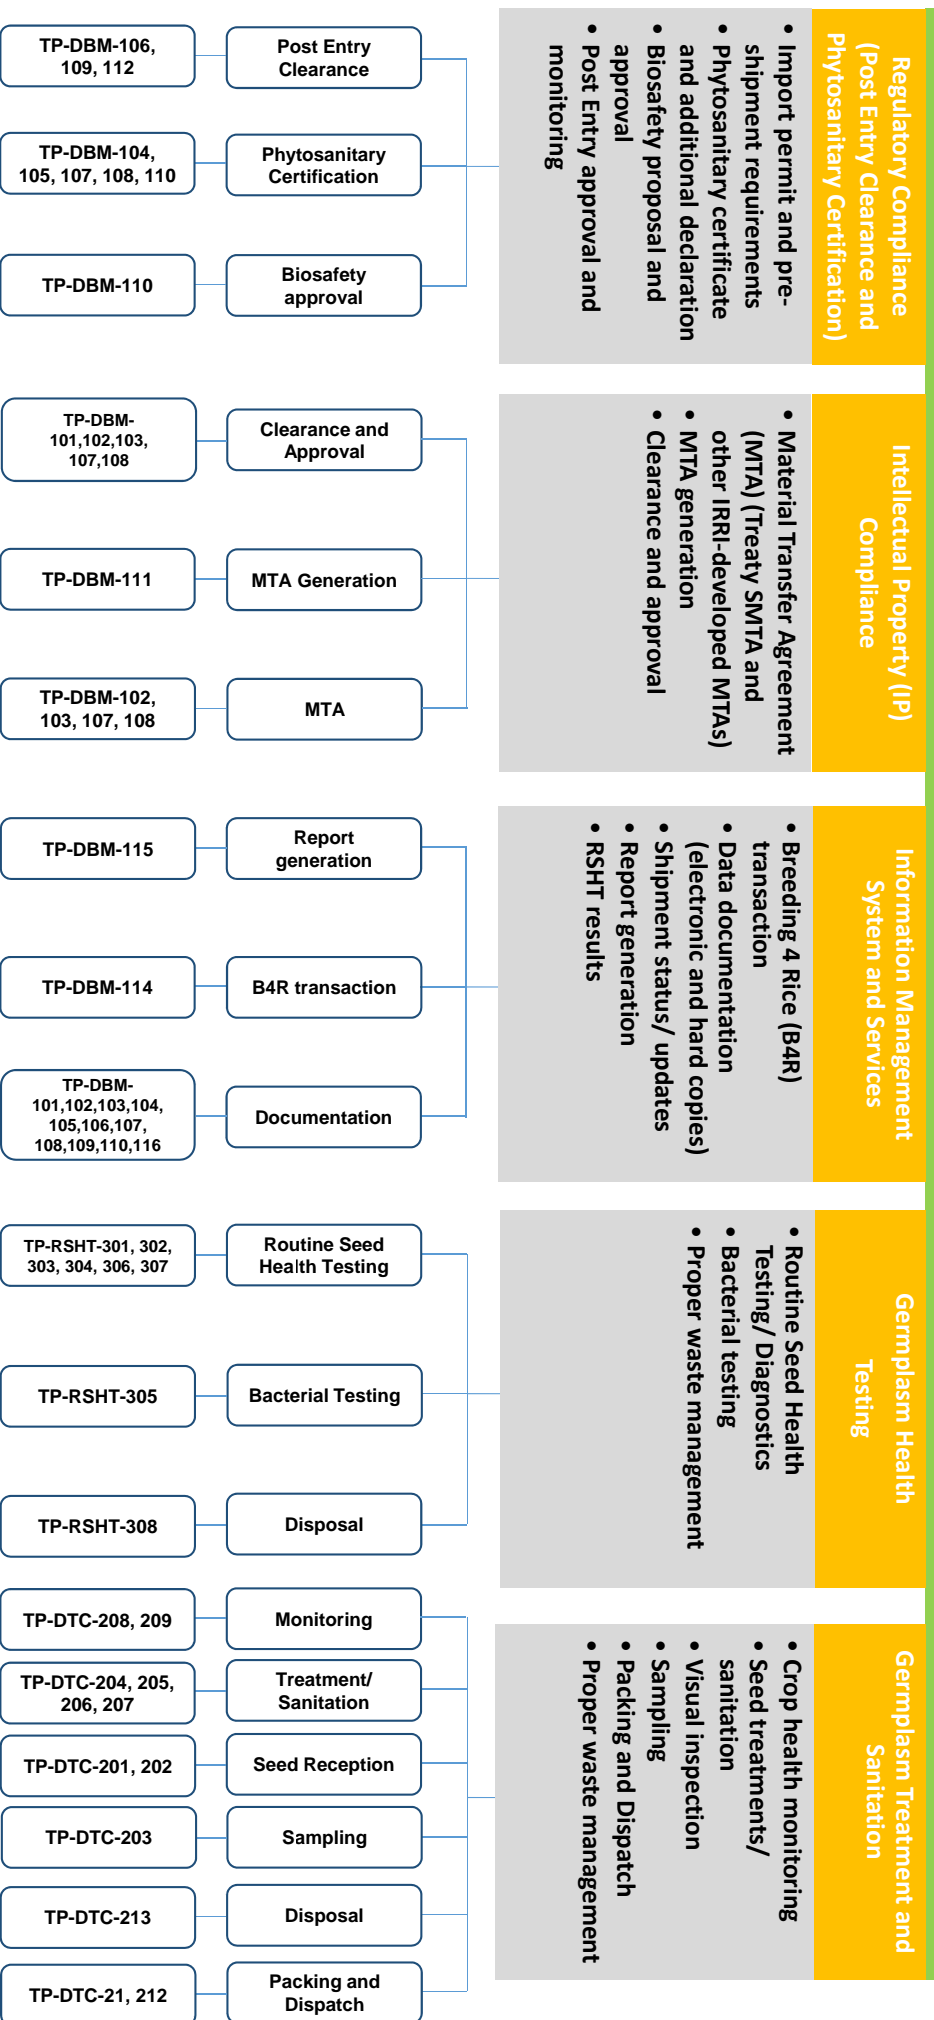 Regulatory Compliance
(Post Entry Clearance and
Phytosanitary Certification)
• Import permit and pre-
shipment requirements
• Phytosanitary certificate
and additional declaration
• Biosafety proposal and
approval
• Post Entry approval and
monitoring
Post Entry
Clearance
TP-DBM-106,
109, 112
Phytosanitary
Certification
TP-DBM-104,
105, 107, 108, 110
Biosafety
approval
TP-DBM-110
Intellectual Property (IP)
Compliance
• Material Transfer Agreement
(MTA) (Treaty SMTA and
other IRRI-developed MTAs)
• MTA generation
• Clearance and approval
Clearance and
Approval
TP-DBM-
101,102,103,
107,108
MTA Generation
TP-DBM-111
MTA
TP-DBM-102,
103, 107, 108
Information Management
System and Services
• Breeding 4 Rice (B4R)
transaction
• Data documentation
(electronic and hard copies)
• Shipment status/ updates
• Report generation
• RSHT results
Report
generation
TP-DBM-115
B4R transaction
TP-DBM-114
Documentation
TP-DBM-
101,102,103,104,
105,106,107,
108,109,110,116
Germplasm Health
Testing
• Routine Seed Health
Testing/ Diagnostics
• Bacterial testing
• Proper waste management
Routine Seed
Health Testing
TP-RSHT-301, 302,
303, 304, 306, 307
Bacterial Testing
TP-RSHT-305
Disposal
TP-RSHT-308
Germplasm Treatment and
Sanitation
• Crop health monitoring
• Seed treatments/
sanitation
• Visual inspection
• Sampling
• Packing and Dispatch
• Proper waste management
Monitoring
TP-DTC-208, 209
Treatment/
Sanitation
TP-DTC-204, 205,
206, 207
Seed Reception
TP-DTC-201, 202
Sampling
TP-DTC-203
Disposal
TP-DTC-213
Packing and
Dispatch
TP-DTC-21, 212